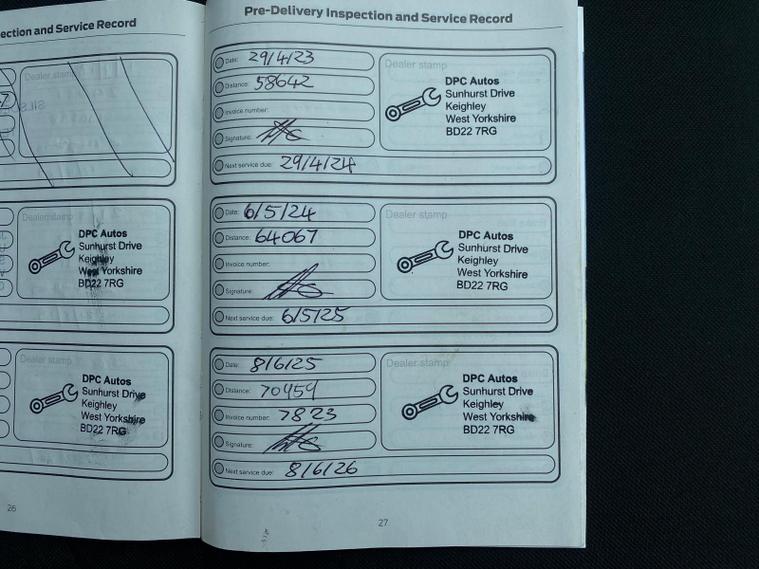 ection and Service Record
Dealer stamp
Dealer stamp
DPC Autos
Sunhurst Drive
Keighley
West Yorkshire
BD22 7RG
Dealer stamp
DPC Autos
Sunhurst Drive
Keighley
West Yorkshire
BD22 7RG
26
Pre-Delivery Inspection and Service Record
Date: 29/4/23
Distance: 58642
Invoice number:
Signature:
Next service due: 29/4/24
Dealer stamp
DPC Autos
Sunhurst Drive
Keighley
West Yorkshire
BD22 7RG
Date: 6/5/24
Distance: 64067
Invoice number:
Signature:
Next service due: 6/5/25
Dealer stamp
DPC Autos
Sunhurst Drive
Keighley
West Yorkshire
BD22 7RG
Date: 8/6/25
Distance: 70459
Invoice number: 7823
Signature:
Next service due: 8/6/26
Dealer stamp
DPC Autos
Sunhurst Drive
Keighley
West Yorkshire
BD22 7RG
27